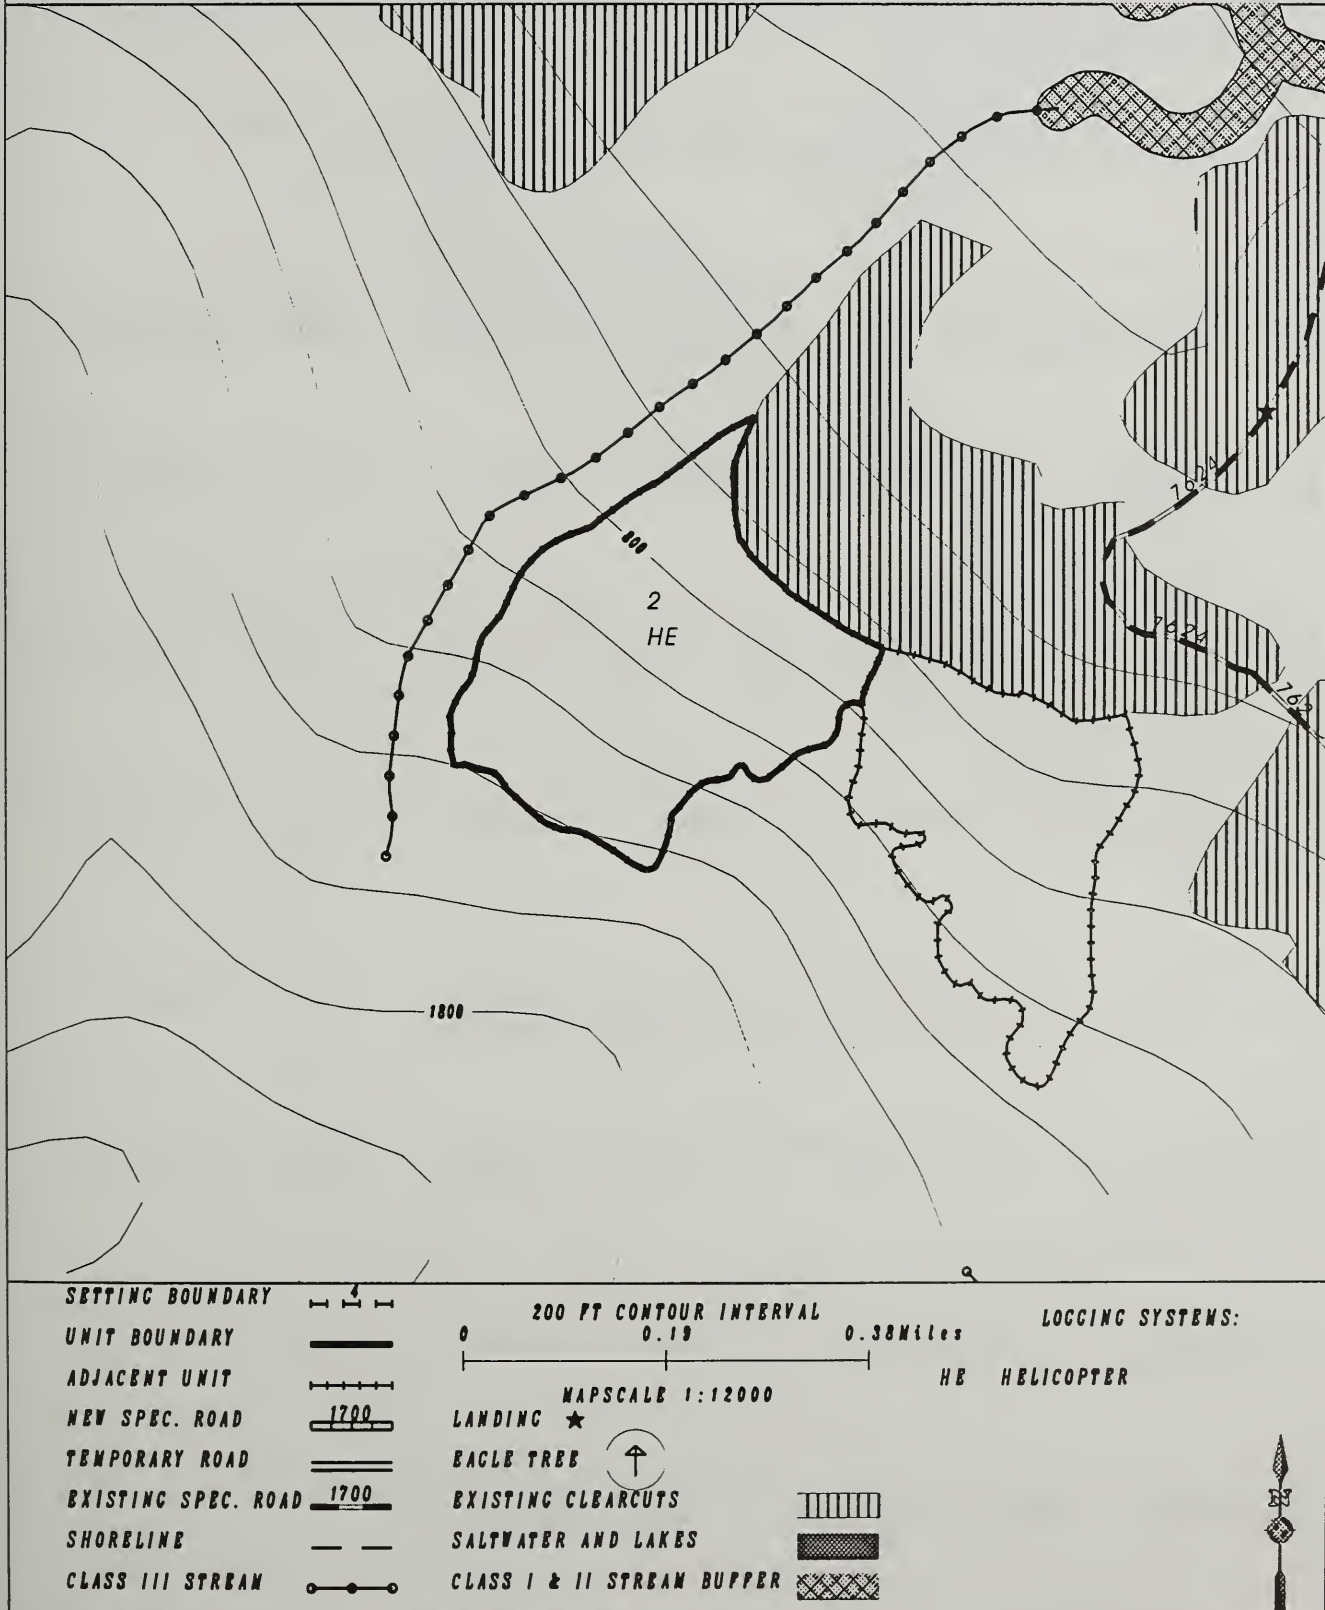 7624
800
2
HE
7624
762
1800
SETTING BOUNDARY 4
UNIT BOUNDARY
ADJACENT UNIT
NEW SPEC. ROAD 1700
TEMPORARY ROAD
EXISTING SPEC. ROAD 1700
SHORELINE
CLASS III STREAM
200 FT CONTOUR INTERVAL
0 0.19 0.38Miles
MAPSCALE 1:12000
LANDING
EAGLE TREE
EXISTING CLEARCUTS
SALTWATER AND LAKES
CLASS I & II STREAM BUFFER
LOGGING SYSTEMS:
HE HELICOPTER
N